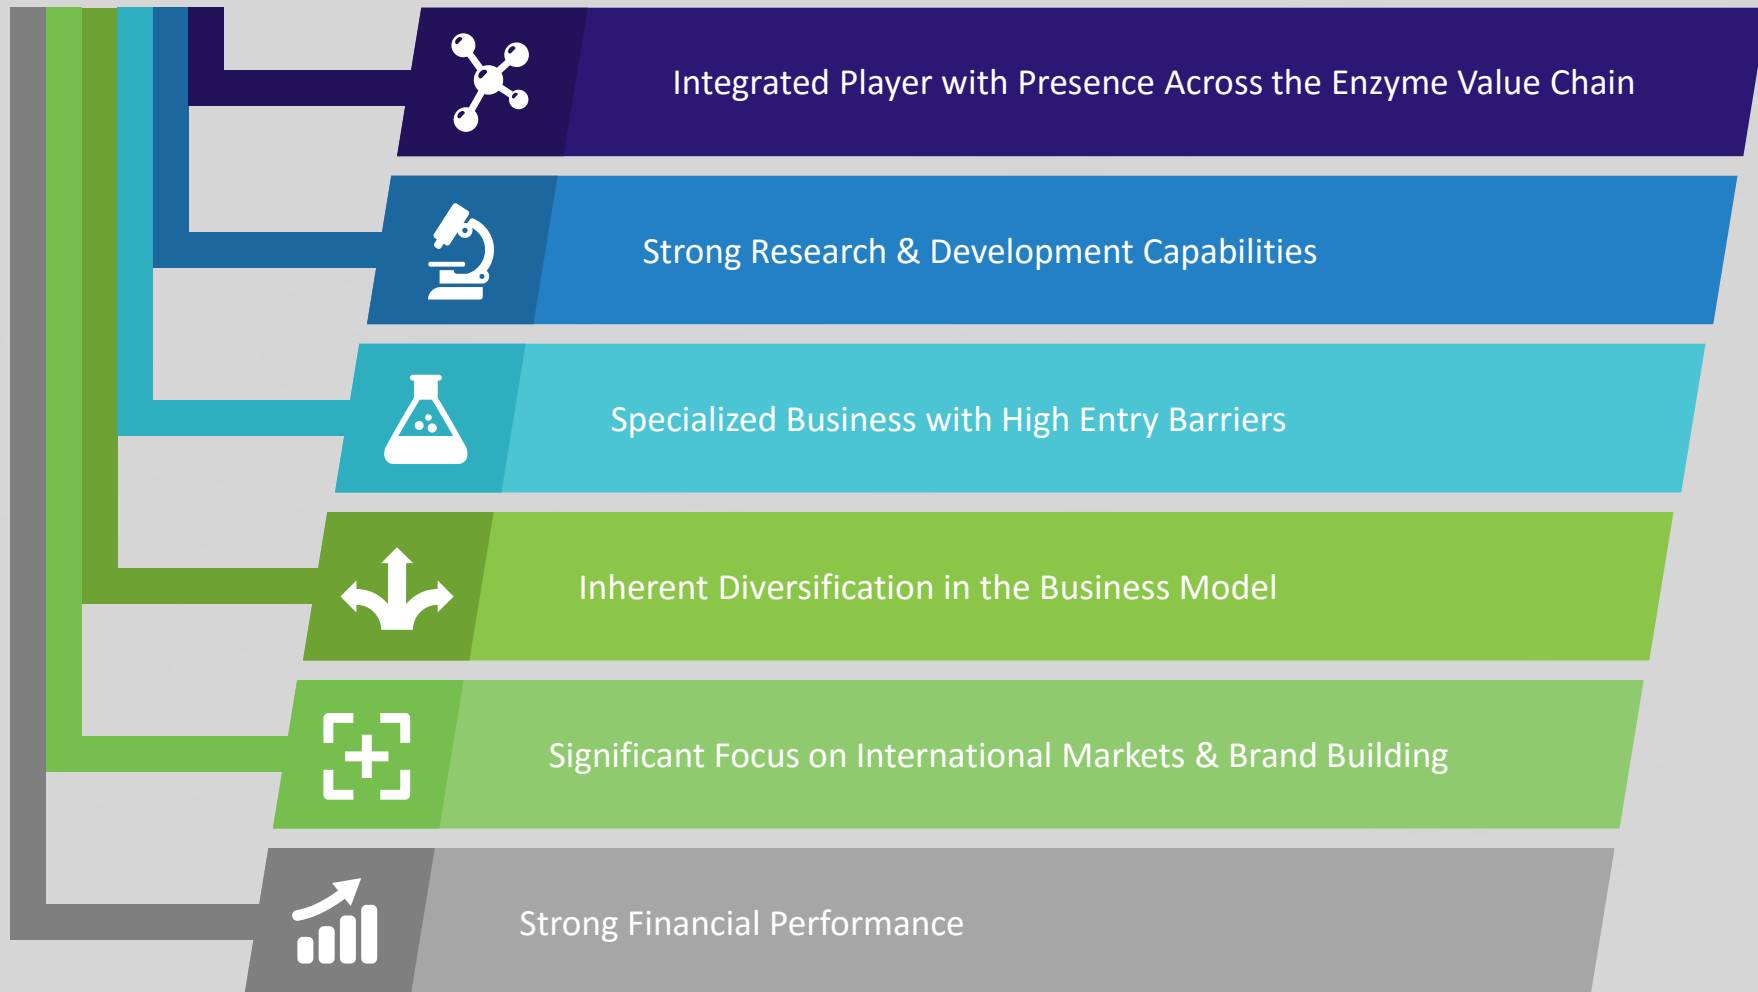 Integrated Player with Presence Across the Enzyme Value Chain
Strong Research & Development Capabilities
Specialized Business with High Entry Barriers
Inherent Diversification in the Business Model
Significant Focus on International Markets & Brand Building
Strong Financial Performance